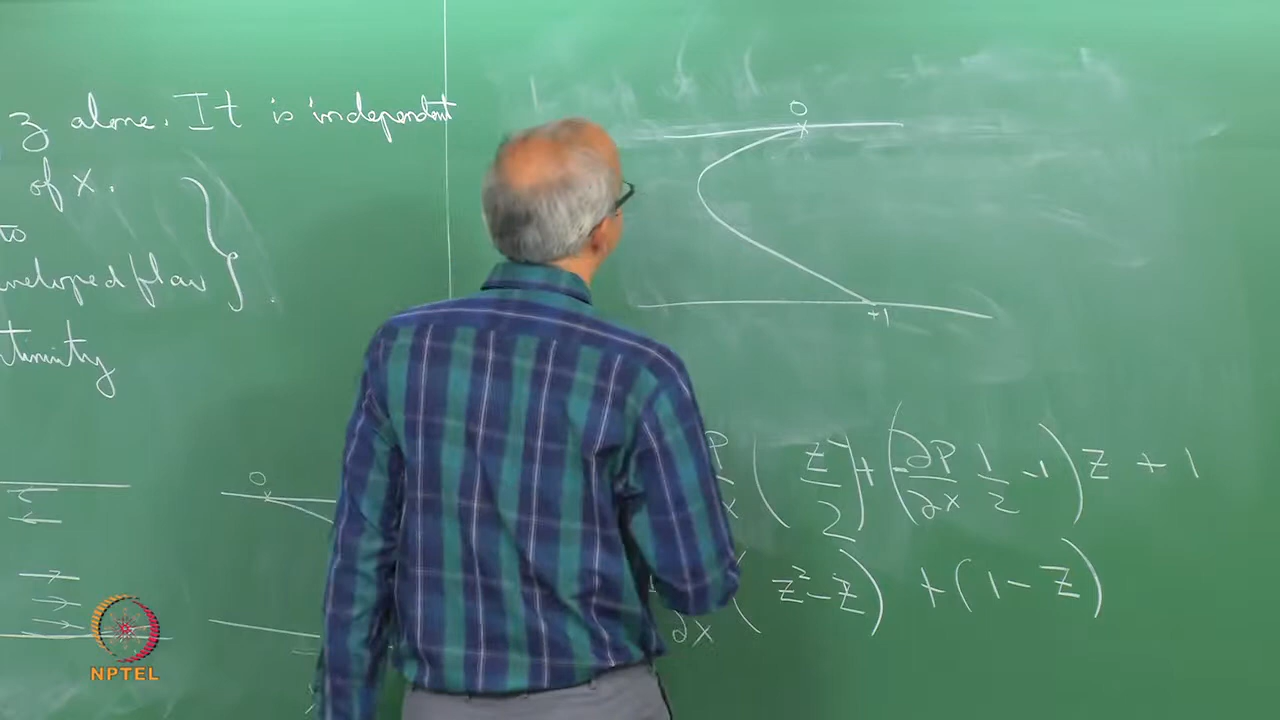 z alone. It is independent
of x.
to
veloped flow
tinuity
0
+1
0
P/x (z²/2) + (-∂P/∂x 1/2 - 1) z + 1
∂x (z² - z) + (1 - z)
NPTEL